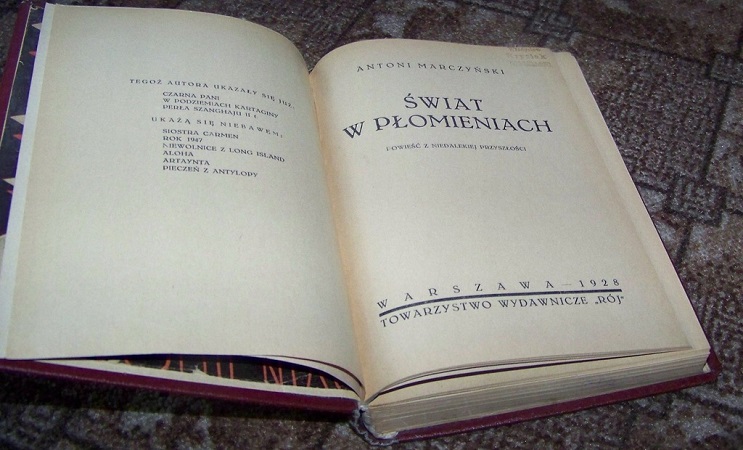 TEGOŻ AUTORA UKAZAŁY SIĘ JUŻ:
CZARNA PANI
W PODZIEMIACH KARTAGINY
PERŁA SZANGHAJU II t.
UKAŻĄ SIĘ NIEBAWEM:
SIOSTRA CARMEN
ROK 1947
NIEWOLNICE Z LONG ISLAND
ALOHA
ARTAYNTA
PIECZEŃ Z ANTYLOPY
ANTONI MARCZYŃSKI
ŚWIAT
W PŁOMIENIACH
POWIEŚĆ Z NIEDALEKIEJ PRZYSZŁOŚCI
WARSZAWA — 1928
TOWARZYSTWO WYDAWNICZE „RÓJ"